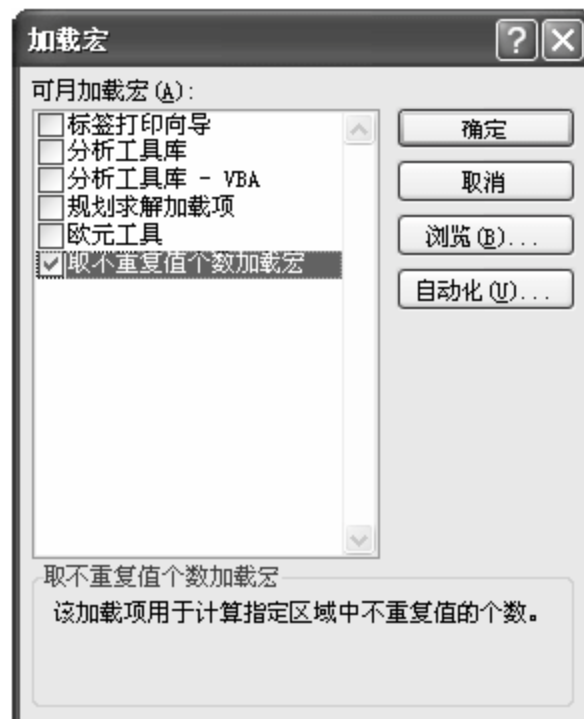 加载宏
可用加载宏(A):
标签打印向导
分析工具库
分析工具库 - VBA
规划求解加载项
欧元工具
取不重复值个数加载宏
确定
取消
浏览(B)...
自动化(U)...
取不重复值个数加载宏
该加载项用于计算指定区域中不重复值的个数。